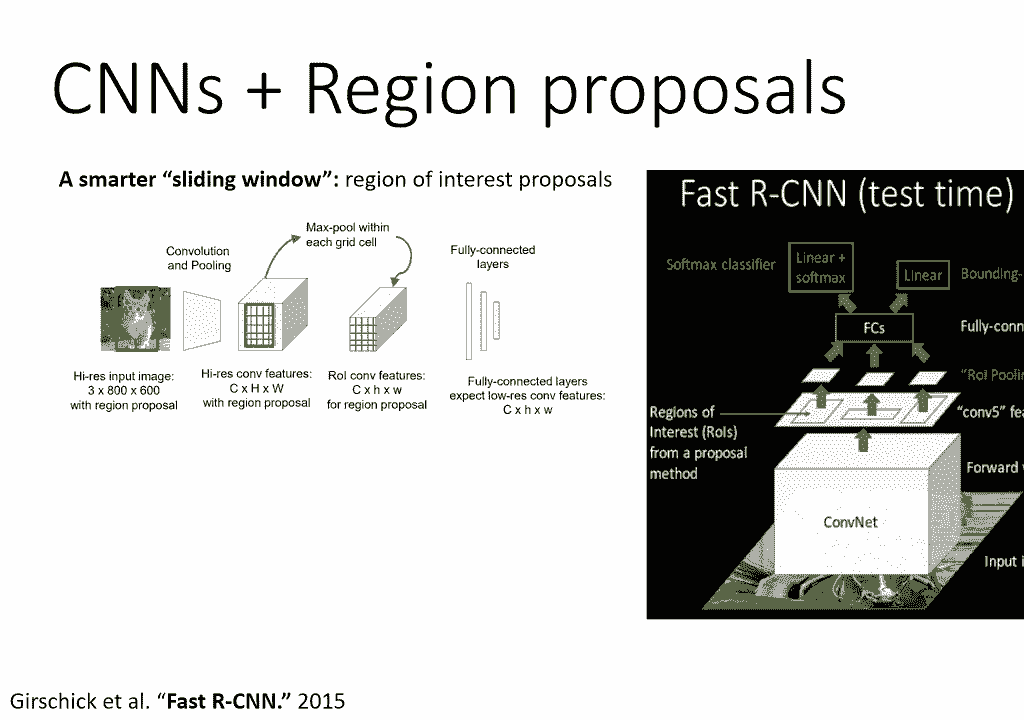 CNNs + Region proposals
A smarter “sliding window”: region of interest proposals
Max-pool within
each grid cell
Convolution
and Pooling
Fully-connected
layers
Hi-res input image:
3 x 800 x 600
with region proposal
Hi-res conv features:
C x H x W
with region proposal
RoI conv features:
C x h x w
for region proposal
Fully-connected layers
expect low-res conv features:
C x h x w
Fast R-CNN (test time)
Softmax classifier
Linear +
softmax
Linear
Bounding-
FCs
Fully-conn
"RoI Poolin
Regions of
Interest (RoIs)
from a proposal
method
"conv5" fea
Forward
ConvNet
Input i
Girschick et al. “Fast R-CNN.” 2015